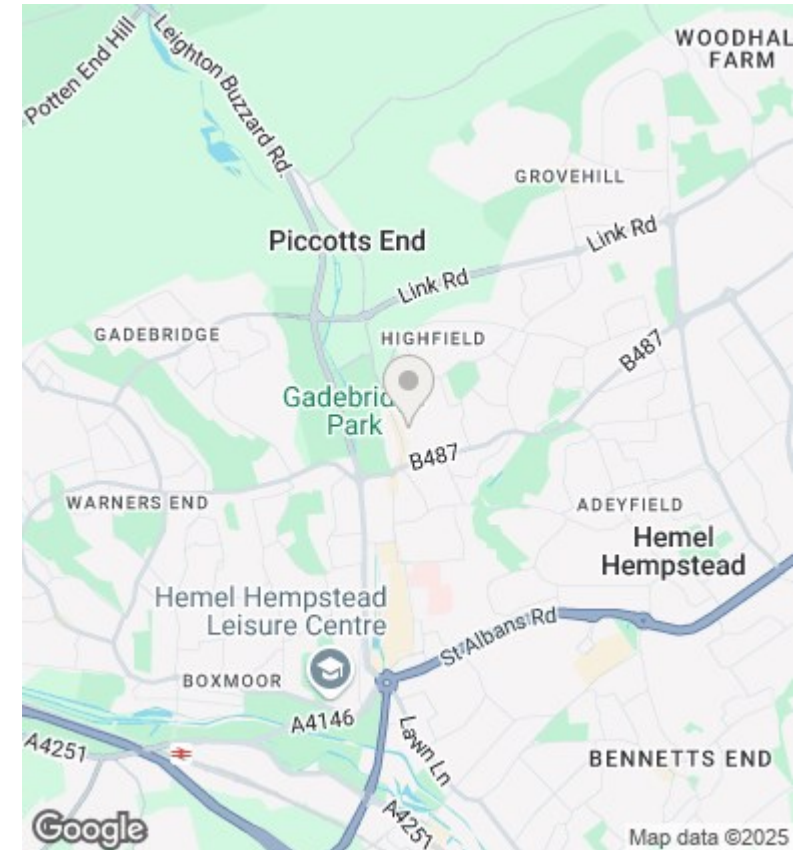 WOODHAL
FARM
Potten End Hill
Leighton Buzzard Rd.
GROVEHILL
Piccotts End
Link Rd
Link Rd
GADEBRIDGE
HIGHFIELD
B487
Gadebridge
Park
B487
WARNERS END
ADEYFIELD
Hemel
Hempstead
Hemel Hempstead
Leisure Centre
St Albans Rd
BOXMOOR
A4146
A4251
Lawn Ln
BENNETTS END
A4251
Google
Map data ©2025